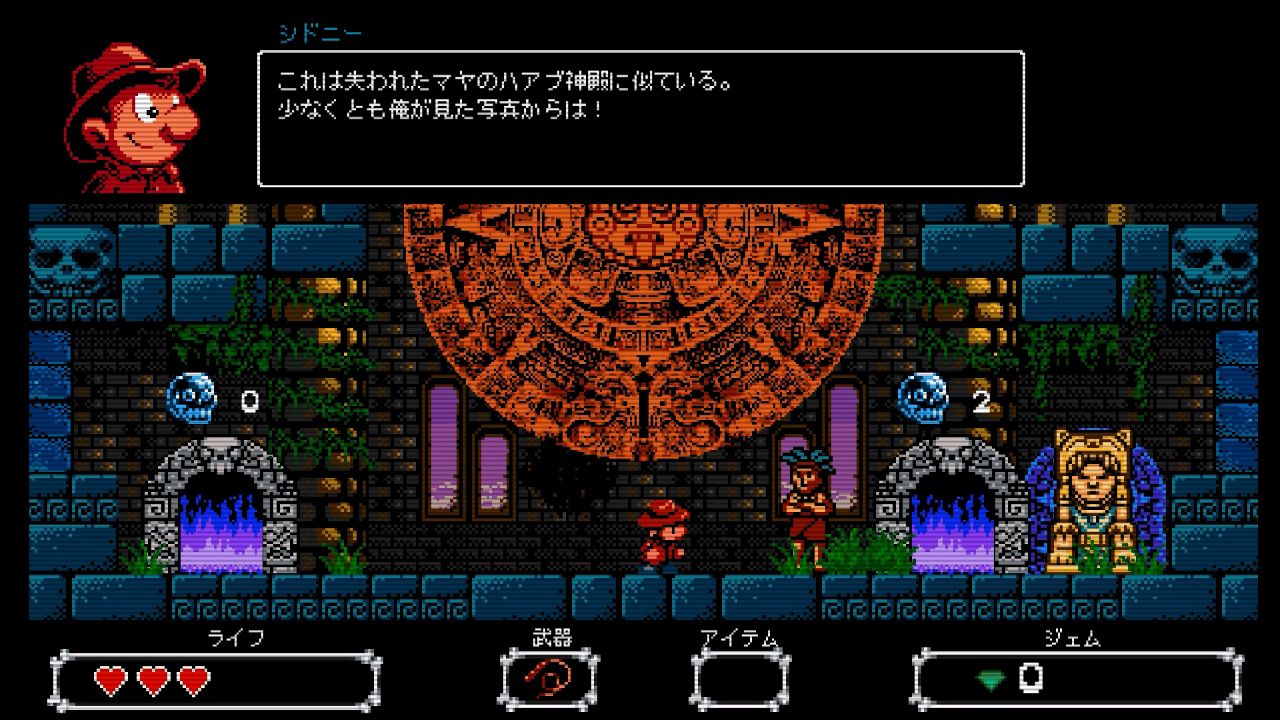 シドニー
これは失われたマヤのハアブ神殿に似ている。
少なくとも俺が見た写真からは！
0
2
ライフ
武器
アイテム
ジェム
0